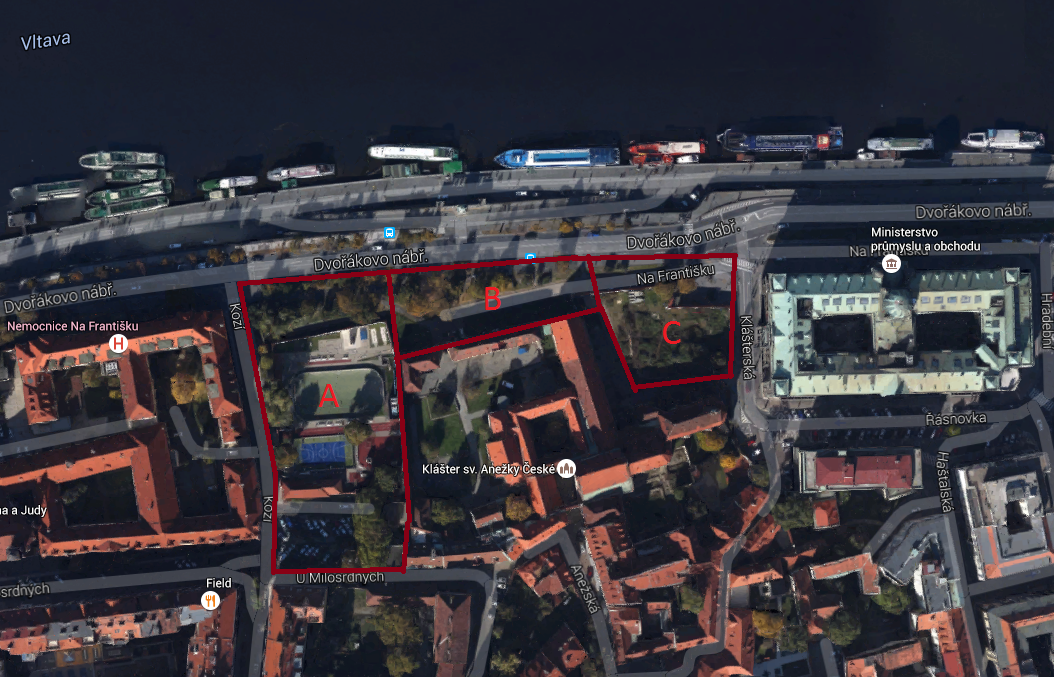 Vltava
Dvořákovo nábř.
Ministerstvo
průmyslu a obchodu
Na Františku
Dvořákovo nábř.
Dvořákovo nábř.
Na Františku
Dvořákovo nábř.
B
Kozí
Nemocnice Na Františku
H
C
Klášterská
Hradební
A
Řásnovka
Klášter sv. Anežky České
Haštalská
Kozí
na a Judy
U Milosrdných
srdných
Field
Anežská